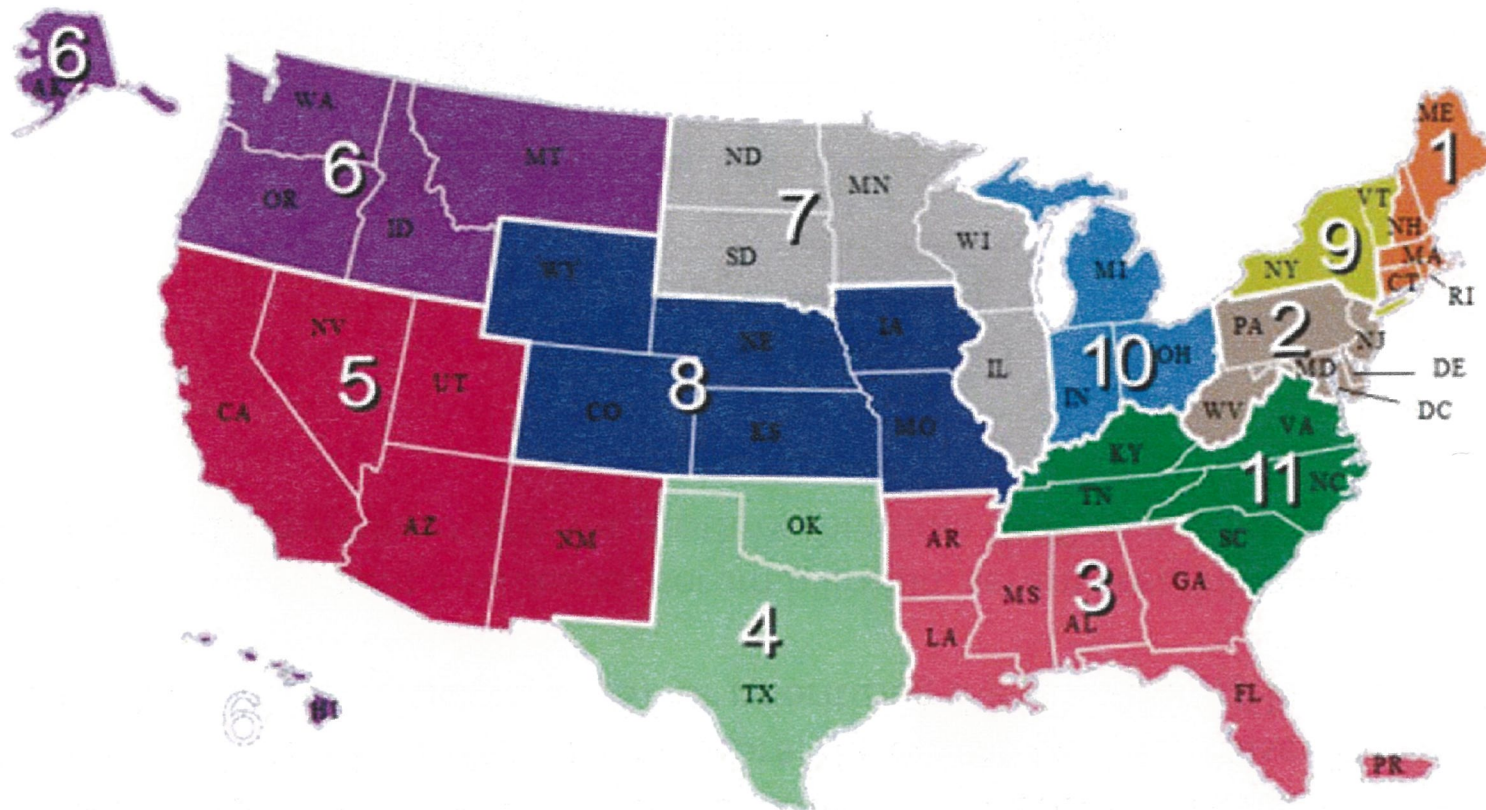 6
AK
WA
MT
ND
MN
ME
1
6
OR
ID
7
WI
VT
NH
9
SD
MI
NY
MA
CT
RI
WY
IA
PA
2
NJ
NV
NE
IL
10
OH
MD
DE
5
UT
8
CO
KS
MO
IN
WV
DC
CA
KY
VA
AZ
NM
OK
TN
11
NC
AR
SC
4
MS
3
AL
GA
LA
TX
FL
6
HI
PR